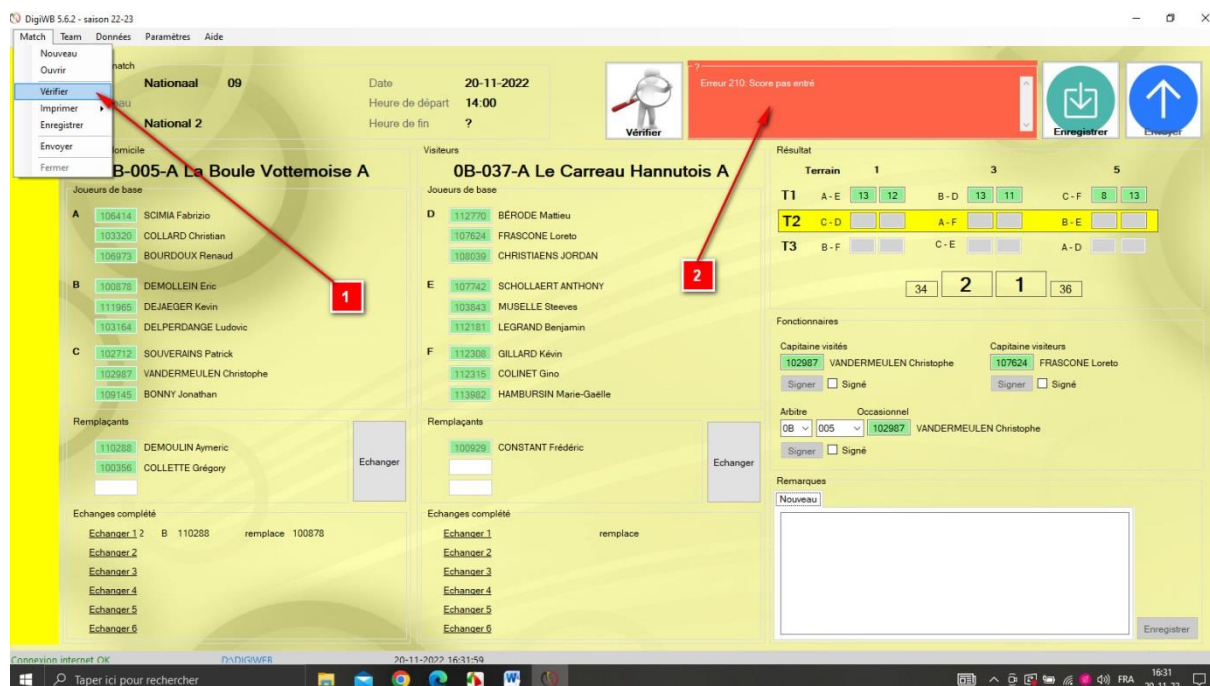 DigiWB 5.6.2 - saison 22-23
Match Team Données Paramètres Aide
Nouveau
Ouvrir
Vérifier
Imprimer
Enregistrer
Envoyer
Fermer
match
Nationaal 09
National 2
Date 20-11-2022
Heure de départ 14:00
Heure de fin ?
Vérifier
?
Erreur 210: Score pas entré
Enregistrer
Envoyer
B-005-A La Boule Vottemoise A
Joueurs de base
A 106414 SCIMIA Fabrizio
103320 COLLARD Christian
106973 BOURDOUX Renaud
B 100878 DEMOLLEIN Eric
111965 DEJAEGER Kevin
103164 DELPERDANGE Ludovic
C 102712 SOUVERAINS Patrick
102987 VANDERMEULEN Christophe
109145 BONNY Jonathan
Remplaçants
110288 DEMOULIN Aymeric
100356 COLLETTE Grégory
Echanger
Echanges complété
Echanger 1 2 B 110288 remplace 100878
Echanger 2
Echanger 3
Echanger 4
Echanger 5
Echanger 6
Visiteurs
0B-037-A Le Carreau Hannutois A
Joueurs de base
D 112770 BÉRODE Mattieu
107624 FRASCONE Loreto
108039 CHRISTIAENS JORDAN
E 107742 SCHOLLAERT ANTHONY
103843 MUSELLE Steeves
112181 LEGRAND Benjamin
F 112308 GILLARD Kévin
112315 COLINET Gino
113982 HAMBURSIN Marie-Gaëlle
Remplaçants
100929 CONSTANT Frédéric
Echanger
Echanges complété
Echanger 1 remplace
Echanger 2
Echanger 3
Echanger 4
Echanger 5
Echanger 6
1
2
Résultat
Terrain 1 3 5
T1 A - E 13 12 B - D 13 11 C - F 8 13
T2 C - D A - F B - E
T3 B - F C - E A - D
34 2 1 36
Fonctionnaires
Capitaine visités Capitaine visiteurs
102987 VANDERMEULEN Christophe 107624 FRASCONE Loreto
Signer Signé Signer Signé
Arbitre Occasionnel
0B 005 102987 VANDERMEULEN Christophe
Signer Signé
Remarques
Nouveau
Enregistrer
Connexion internet OK D:\DIGIWEB 20-11-2022 16:31:59
Taper ici pour rechercher
FRA 16:31
20-11-22